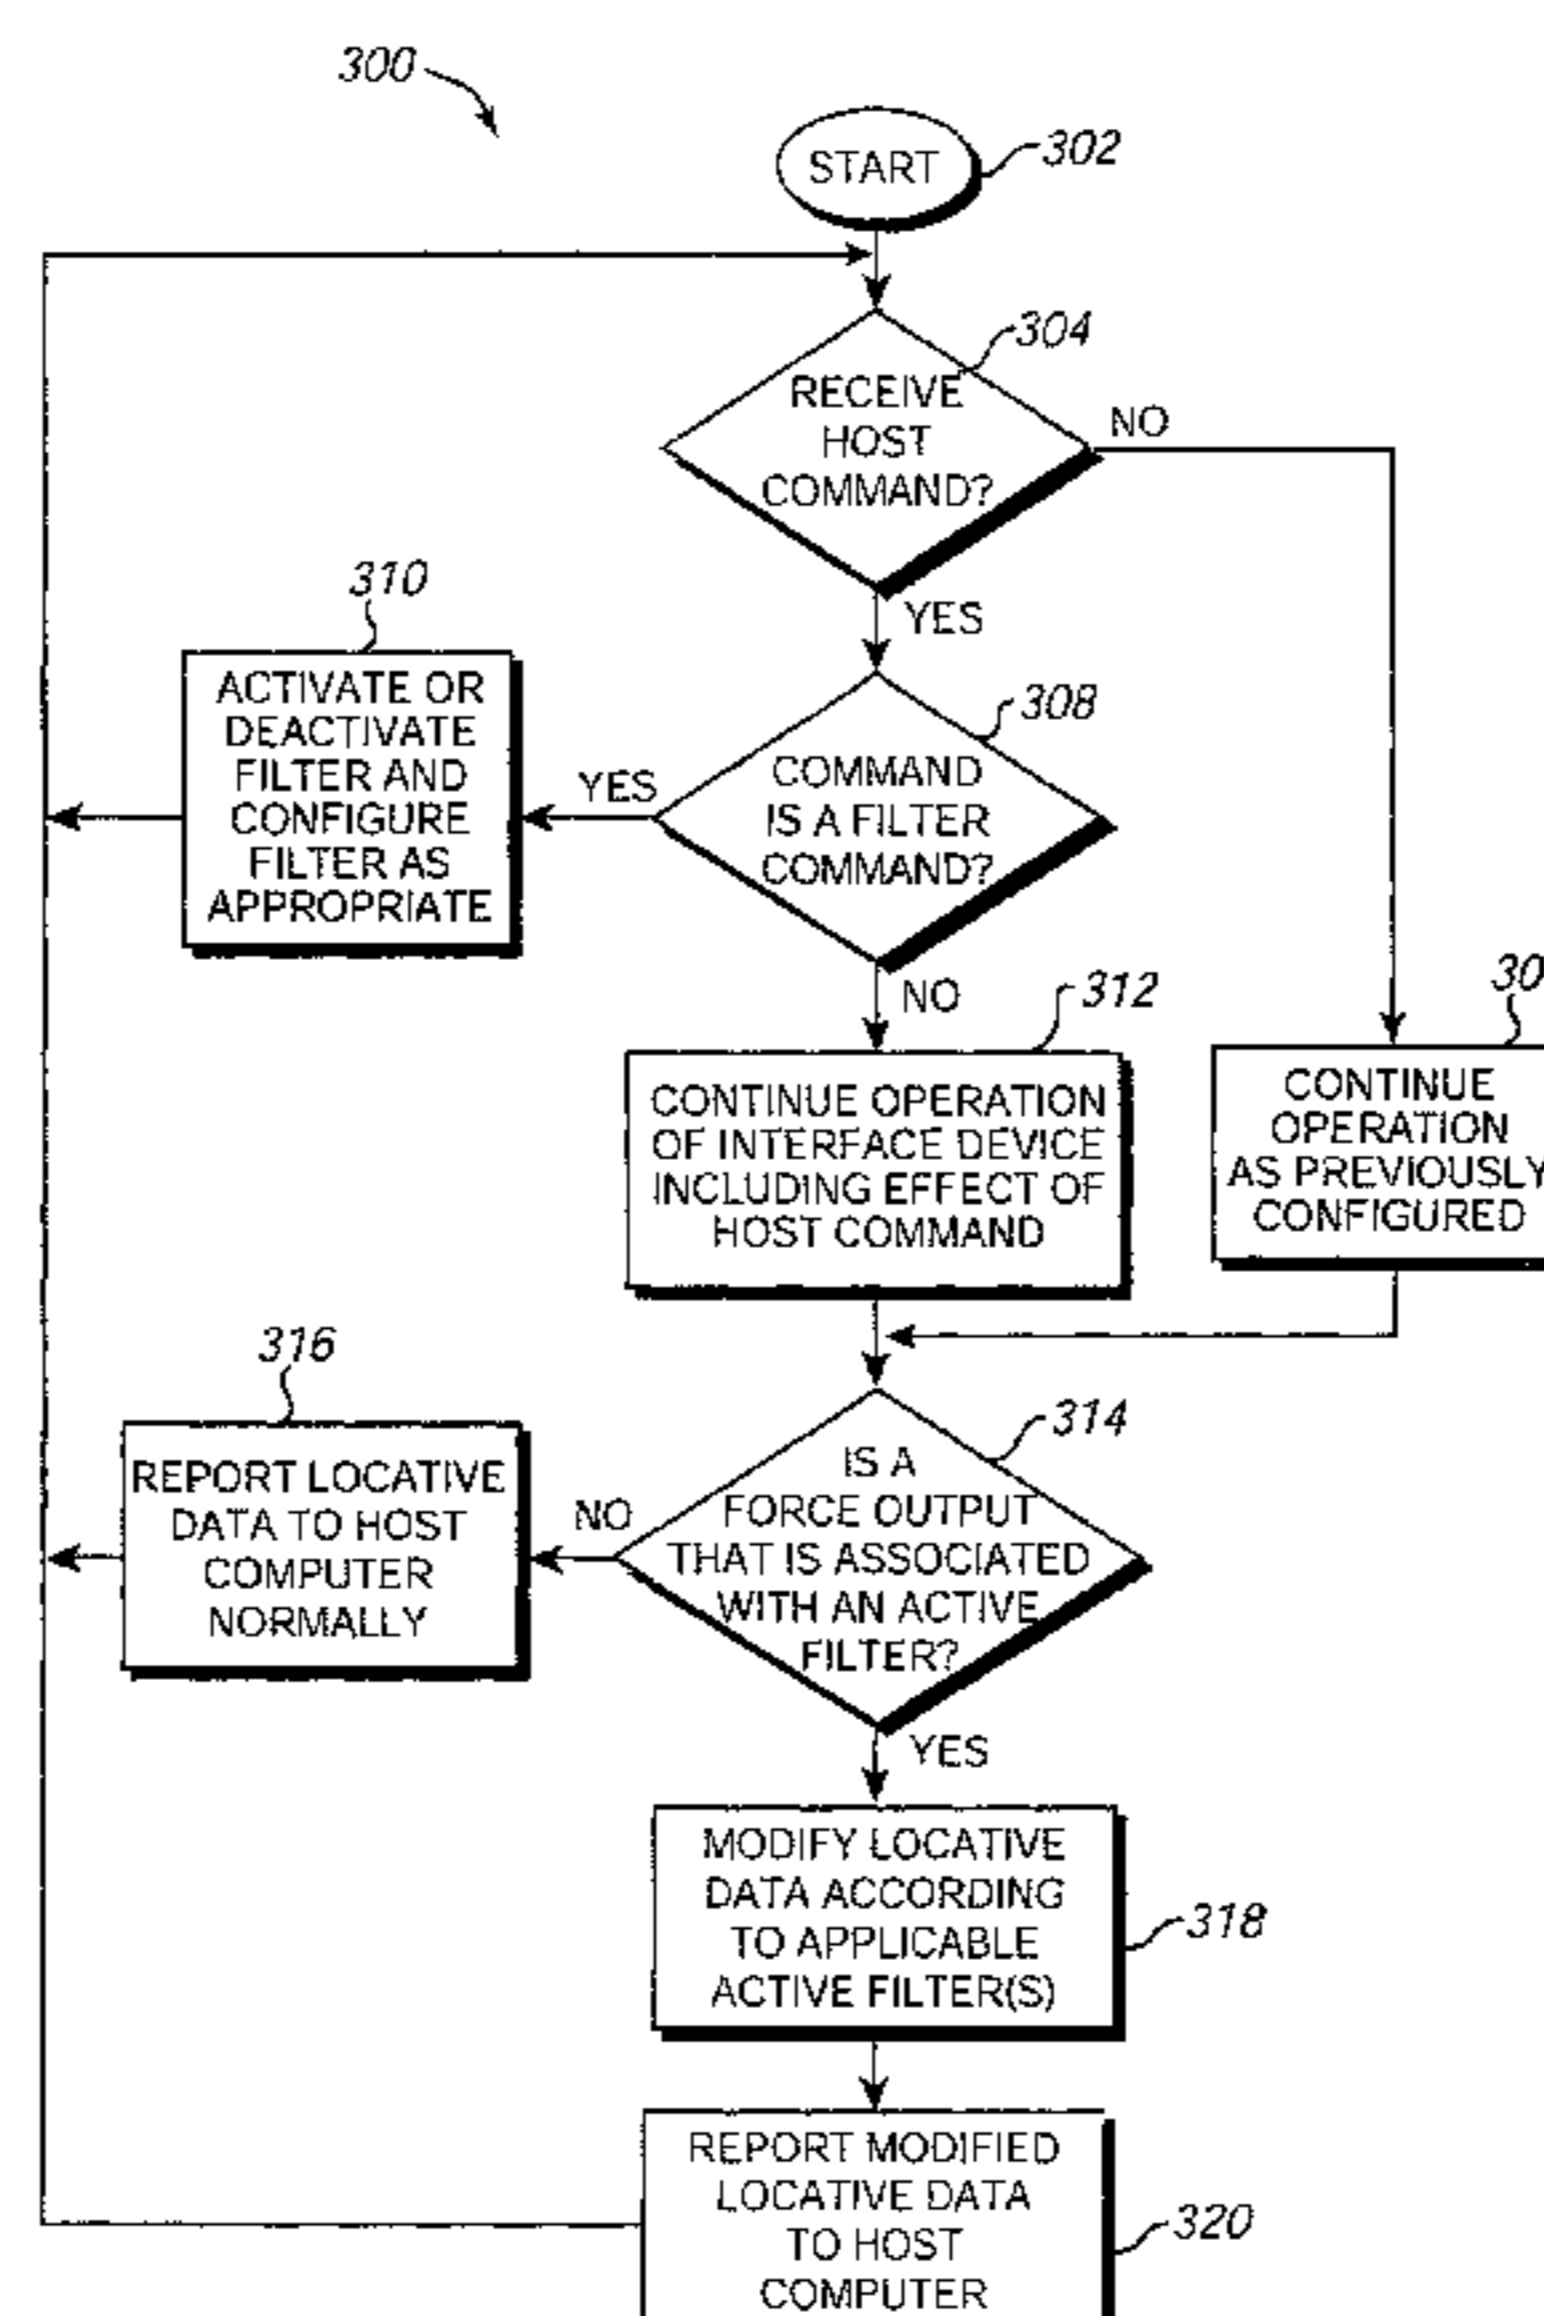 300
START
302
304
RECEIVE
HOST
COMMAND?
NO
YES
310
ACTIVATE OR
DEACTIVATE
FILTER AND
CONFIGURE
FILTER AS
APPROPRIATE
YES
308
COMMAND
IS A FILTER
COMMAND?
NO
312
CONTINUE OPERATION
OF INTERFACE DEVICE
INCLUDING EFFECT OF
HOST COMMAND
30
CONTINUE
OPERATION
AS PREVIOUSLY
CONFIGURED
316
REPORT LOCATIVE
DATA TO HOST
COMPUTER
NORMALLY
NO
314
IS A
FORCE OUTPUT
THAT IS ASSOCIATED
WITH AN ACTIVE
FILTER?
YES
MODIFY LOCATIVE
DATA ACCORDING
TO APPLICABLE
ACTIVE FILTER(S)
318
REPORT MODIFIED
LOCATIVE DATA
TO HOST
COMPUTER
320